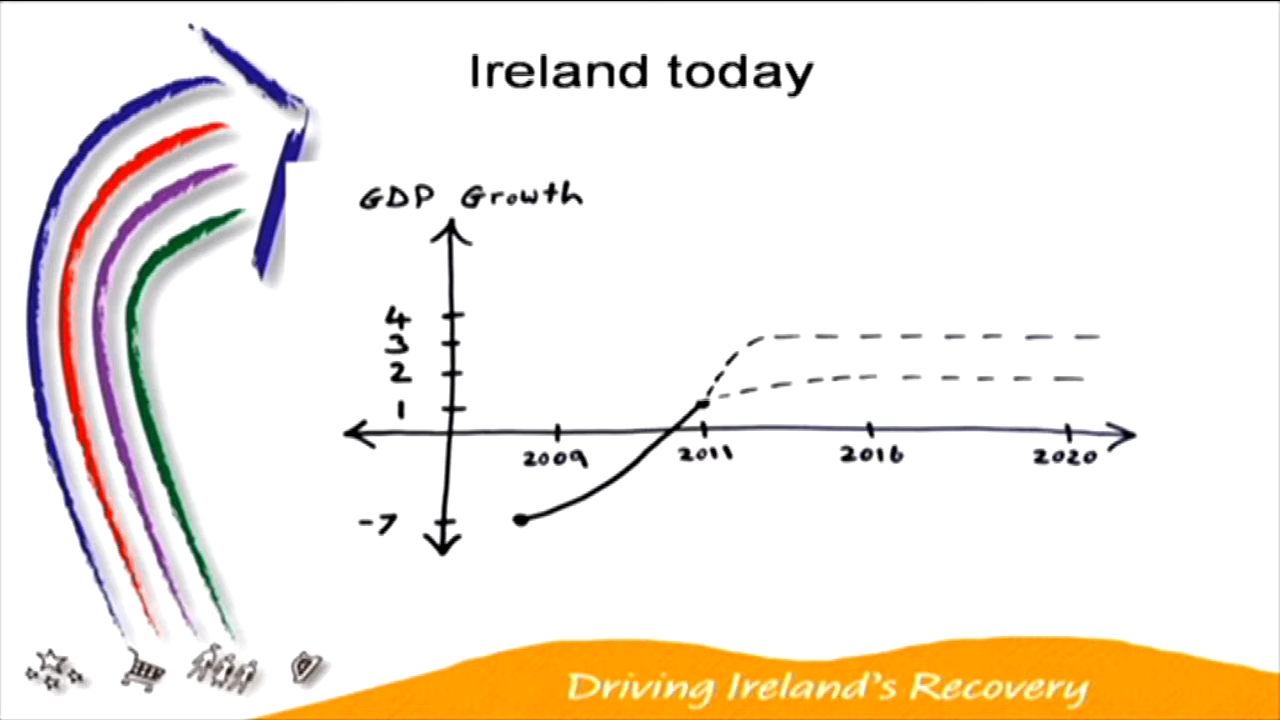 Ireland today
GDP Growth
4
3
2
1
2009 2011 2016 2020
-7
Driving Ireland's Recovery